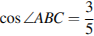 cos∠ABC = 3/5